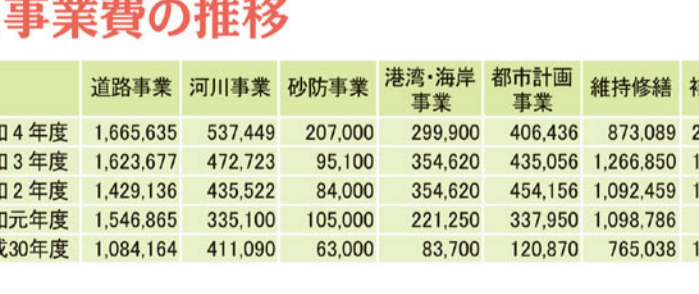 事業費の推移
道路事業 河川事業 砂防事業 港湾・海岸事業 都市計画事業 維持修繕
4年度 1,665,635 537,449 207,000 299,900 406,436 873,089
3年度 1,623,677 472,723 95,100 354,620 435,056 1,266,850
2年度 1,429,136 435,522 84,000 354,620 454,156 1,092,459
元年度 1,546,865 335,100 105,000 221,250 337,950 1,098,786
30年度 1,084,164 411,090 63,000 83,700 120,870 765,038